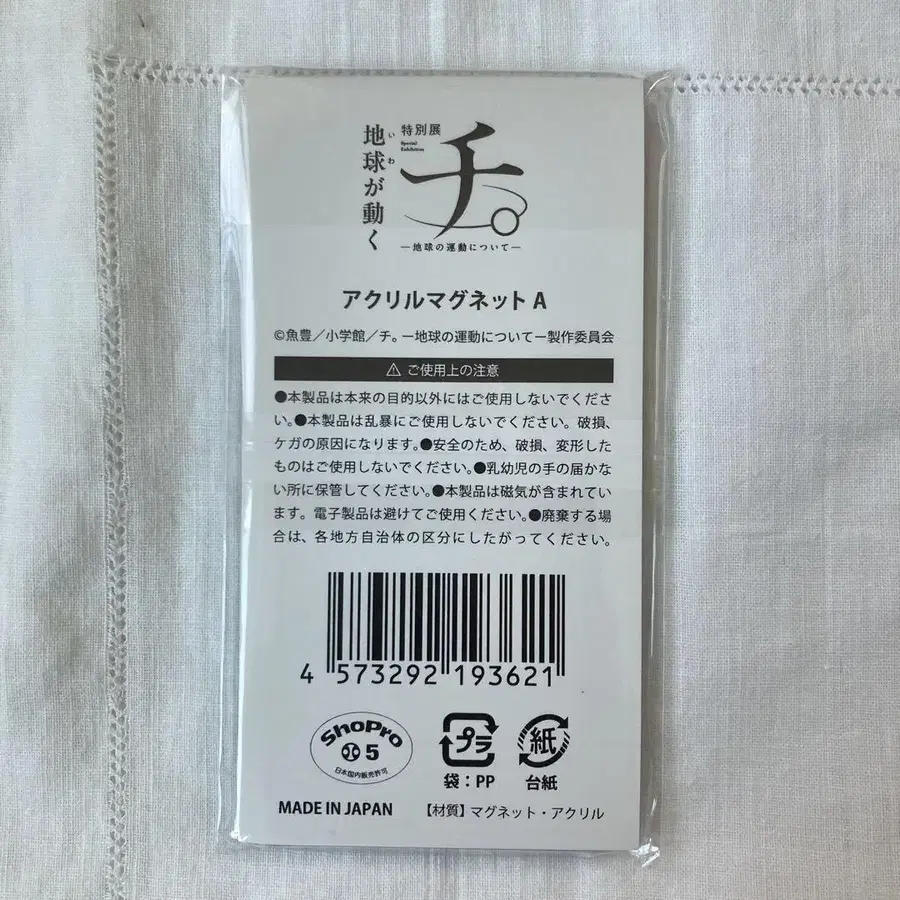 特別展
Special
Exhibition
チ。
―地球の運動について―
地球が動く
いわ
アクリルマグネット A
©魚豊／小学館／チ。ー地球の運動についてー製作委員会
⚠ ご使用上の注意
●本製品は本来の目的以外にはご使用しないでくださ
い。●本製品は乱暴にご使用しないでください。破損、
ケガの原因になります。●安全のため、破損、変形した
ものはご使用しないでください。●乳幼児の手の届かな
い所に保管してください。●本製品は磁気が含まれてい
ます。電子製品は避けてご使用ください。●廃棄する場
合は、各地方自治体の区分にしたがってください。
4 573292 193621
ShoPro
5
日本国内販売許可
プラ
袋：PP
紙
台紙
MADE IN JAPAN
【材質】マグネット・アクリル